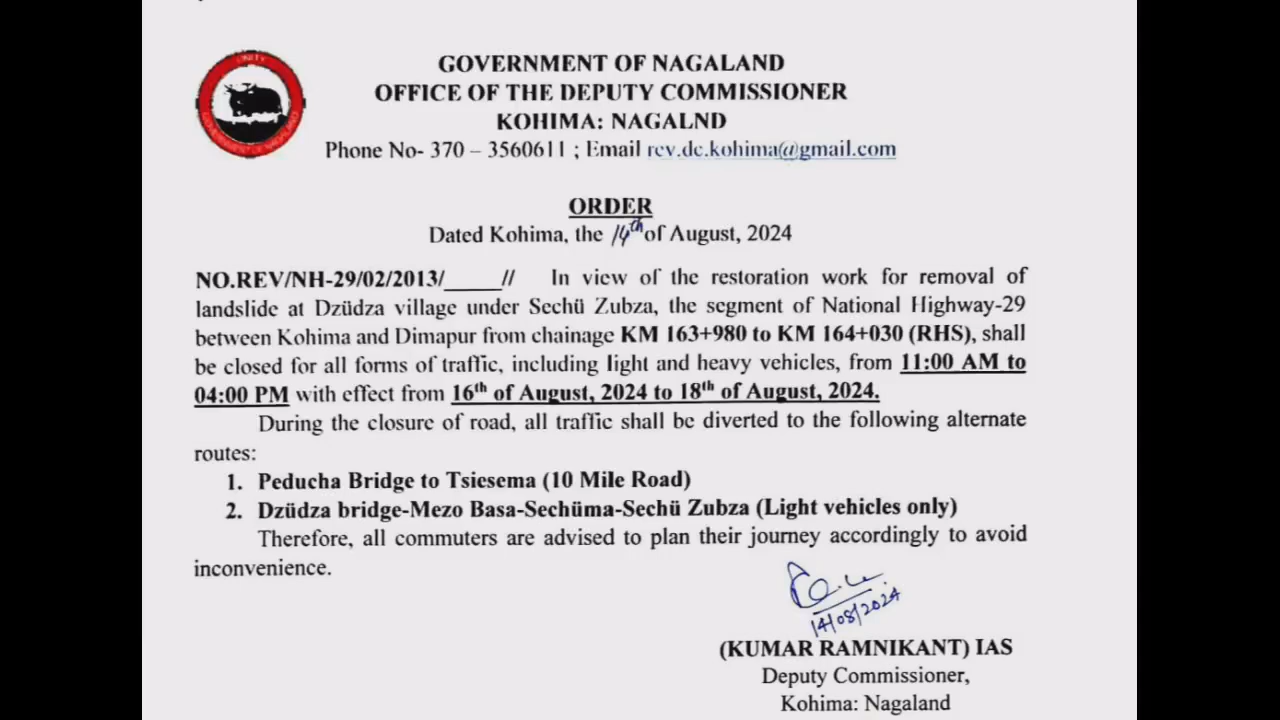 UNITY
GOVERNMENT OF NAGALAND
GOVERNMENT OF NAGALAND
OFFICE OF THE DEPUTY COMMISSIONER
KOHIMA: NAGALND
Phone No- 370 – 3560611 ; Email rev.dc.kohima@gmail.com
ORDER
Dated Kohima, the 14th of August, 2024
NO.REV/NH-29/02/2013/_____// In view of the restoration work for removal of
landslide at Dzüdza village under Sechü Zubza, the segment of National Highway-29
between Kohima and Dimapur from chainage KM 163+980 to KM 164+030 (RHS), shall
be closed for all forms of traffic, including light and heavy vehicles, from 11:00 AM to
04:00 PM with effect from 16th of August, 2024 to 18th of August, 2024.
During the closure of road, all traffic shall be diverted to the following alternate
routes:
1. Peducha Bridge to Tsiesema (10 Mile Road)
2. Dzüdza bridge-Mezo Basa-Sechüma-Sechü Zubza (Light vehicles only)
Therefore, all commuters are advised to plan their journey accordingly to avoid
inconvenience.
14/08/2024
(KUMAR RAMNIKANT) IAS
Deputy Commissioner,
Kohima: Nagaland